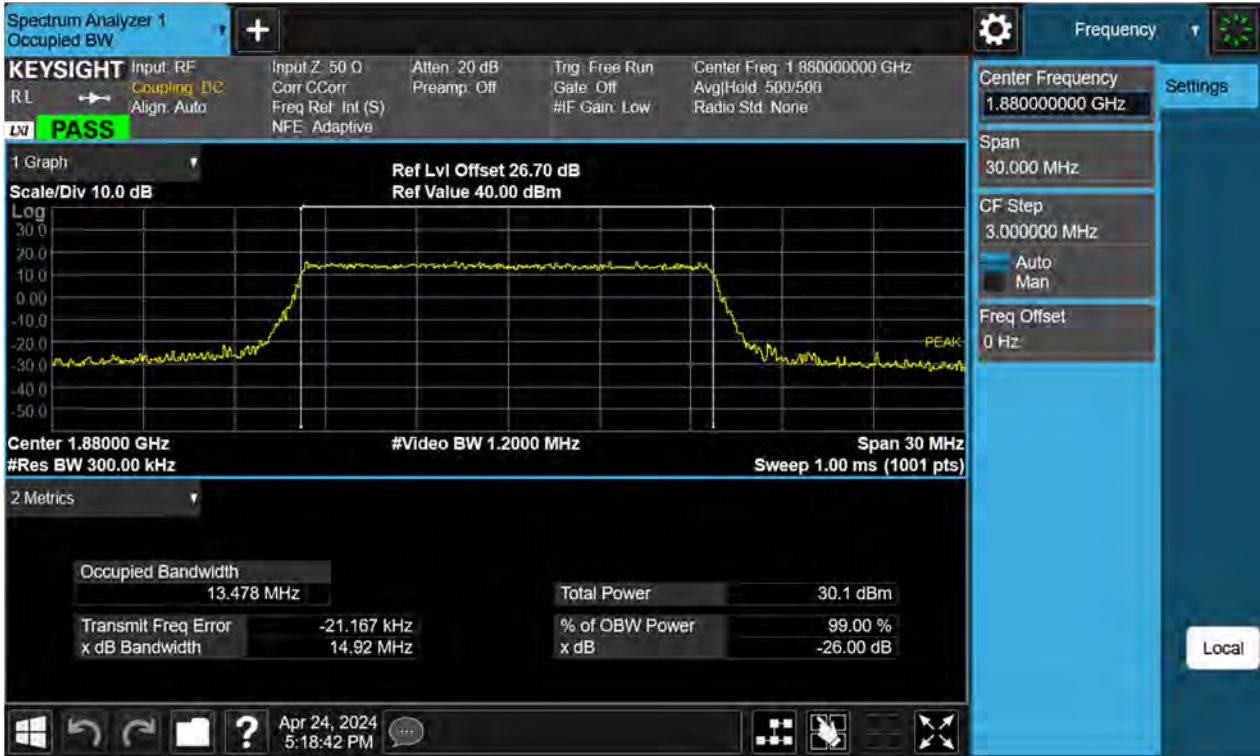 Spectrum Analyzer 1
Occupied BW
+
Frequency
KEYSIGHT
RL
LXI
PASS
Input: RF
Coupling: DC
Align: Auto
Input Z: 50 Ω
Corr CCorr
Freq Ref: Int (S)
NFE: Adaptive
Atten: 20 dB
Preamp: Off
Trig: Free Run
Gate: Off
#IF Gain: Low
Center Freq: 1.880000000 GHz
Avg|Hold: 500/500
Radio Std: None
1 Graph
Scale/Div 10.0 dB
Ref Lvl Offset 26.70 dB
Ref Value 40.00 dBm
Log
30.0
20.0
10.0
0.00
-10.0
-20.0
-30.0
-40.0
-50.0
PEAK
Center 1.88000 GHz
#Video BW 1.2000 MHz
Span 30 MHz
#Res BW 300.00 kHz
Sweep 1.00 ms (1001 pts)
2 Metrics
Occupied Bandwidth
13.478 MHz
Total Power 30.1 dBm
Transmit Freq Error -21.167 kHz
% of OBW Power 99.00 %
x dB Bandwidth 14.92 MHz
x dB -26.00 dB
Center Frequency
1.880000000 GHz
Settings
Span
30.000 MHz
CF Step
3.000000 MHz
Auto
Man
Freq Offset
0 Hz
Local
?
Apr 24, 2024
5:18:42 PM